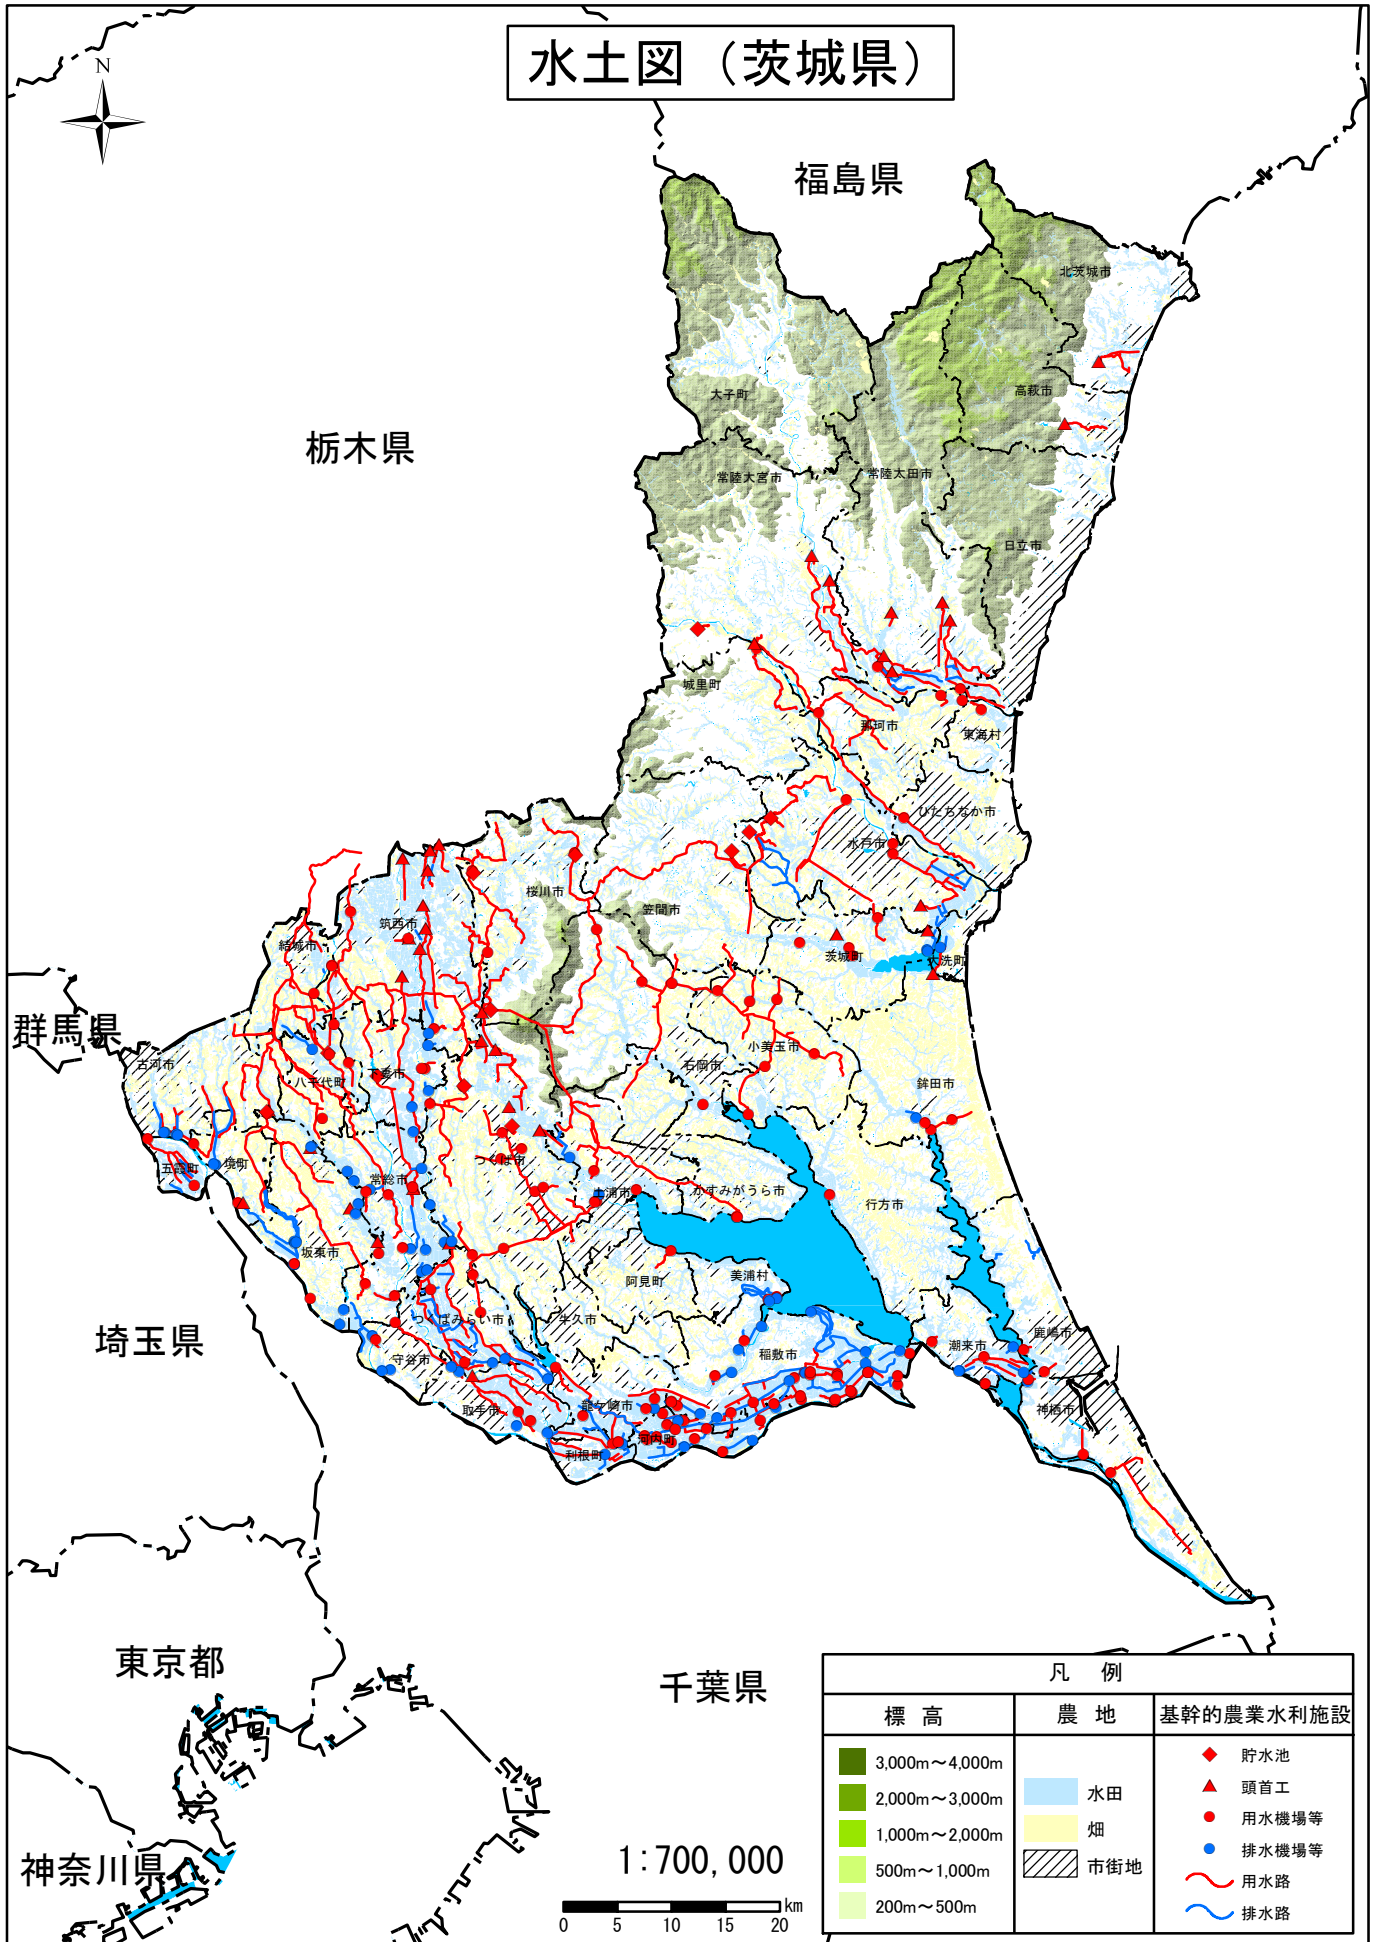 水土図（茨城県）
N
福島県
北茨城市
高萩市
大子町
栃木県
常陸大宮市
常陸太田市
日立市
城里町
那珂市
東海村
ひたちなか市
水戸市
桜川市
笠間市
筑西市
結城市
茨城町
大洗町
群馬県
古河市
小美玉市
石岡市
八千代町
下妻市
鉾田市
五霞町
境町
つくば市
常総市
土浦市
かすみがうら市
行方市
坂東市
阿見町
美浦村
埼玉県
つくばみらい市
牛久市
守谷市
稲敷市
潮来市
鹿嶋市
取手市
龍ケ崎市
神栖市
河内町
利根町
東京都
千葉県
神奈川県
1:700,000
0 5 10 15 20 km
凡 例
標 高
農 地
基幹的農業水利施設
3,000m～4,000m
2,000m～3,000m
1,000m～2,000m
500m～1,000m
200m～500m
水田
畑
市街地
貯水池
頭首工
用水機場等
排水機場等
用水路
排水路